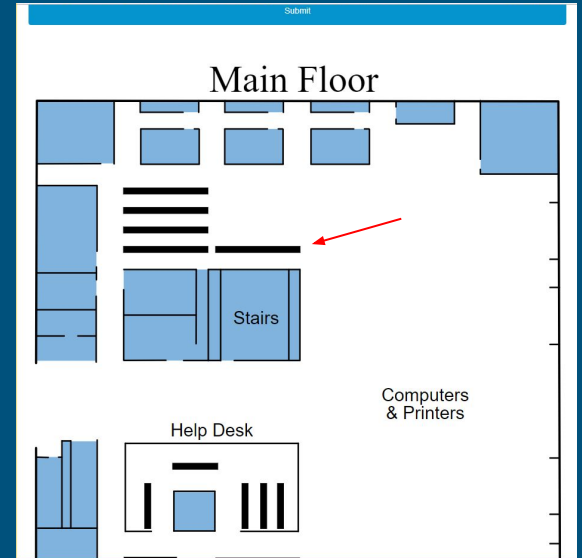 Submit
Main Floor
Stairs
Computers
& Printers
Help Desk